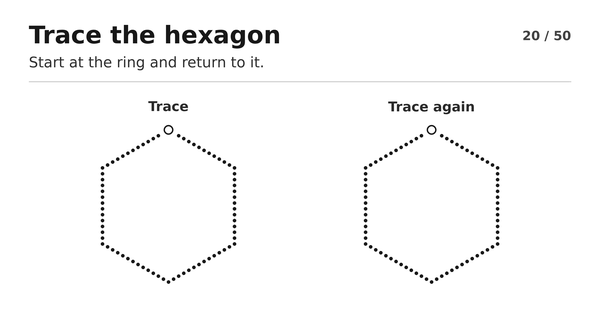 Trace the hexagon
20 / 50
Start at the ring and return to it.
Trace
Trace again